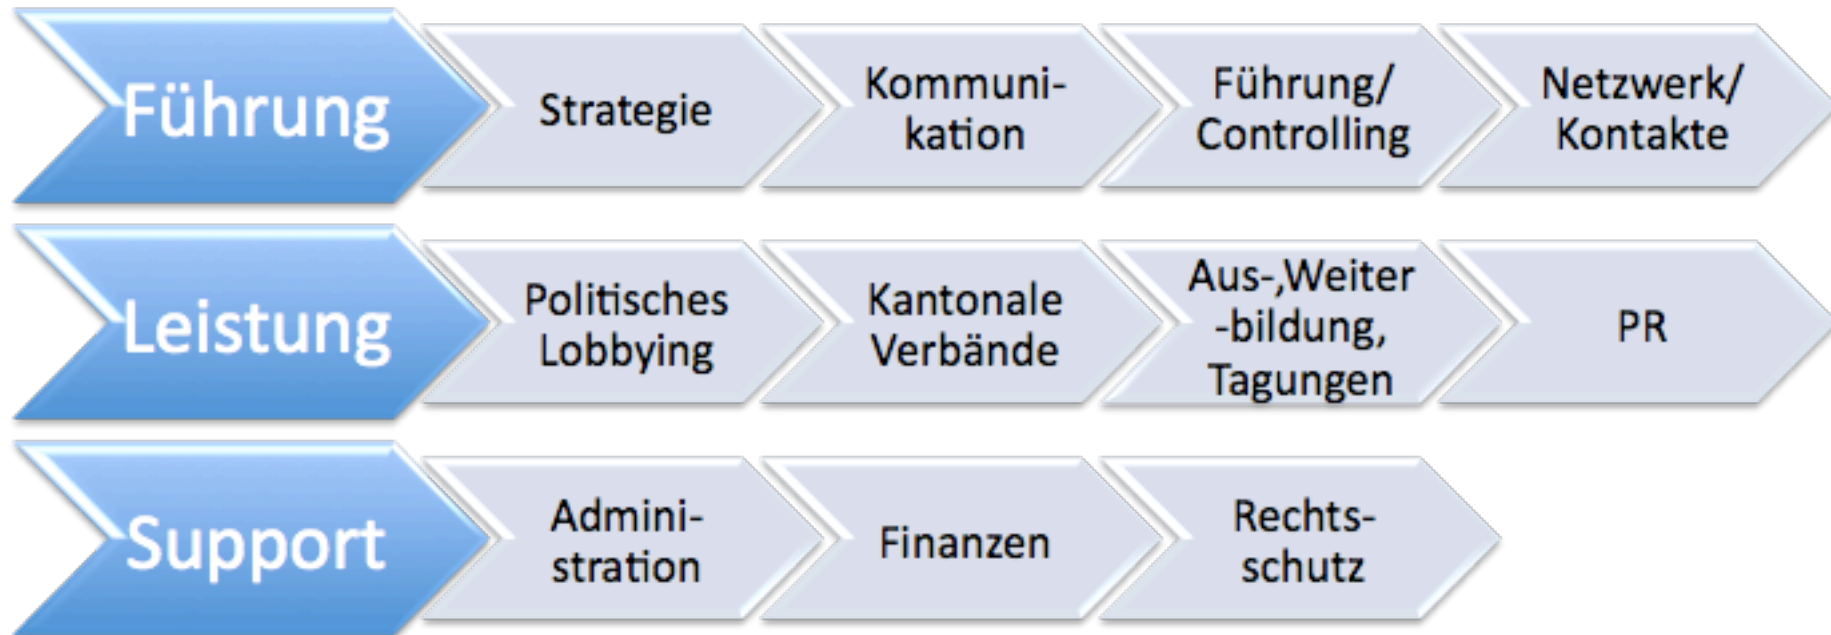 Führung
Strategie
Kommuni-
kation
Führung/
Controlling
Netzwerk/
Kontakte
Leistung
Politisches
Lobbying
Kantonale
Verbände
Aus-,Weiter
-bildung,
Tagungen
PR
Support
Admini-
stration
Finanzen
Rechts-
schutz